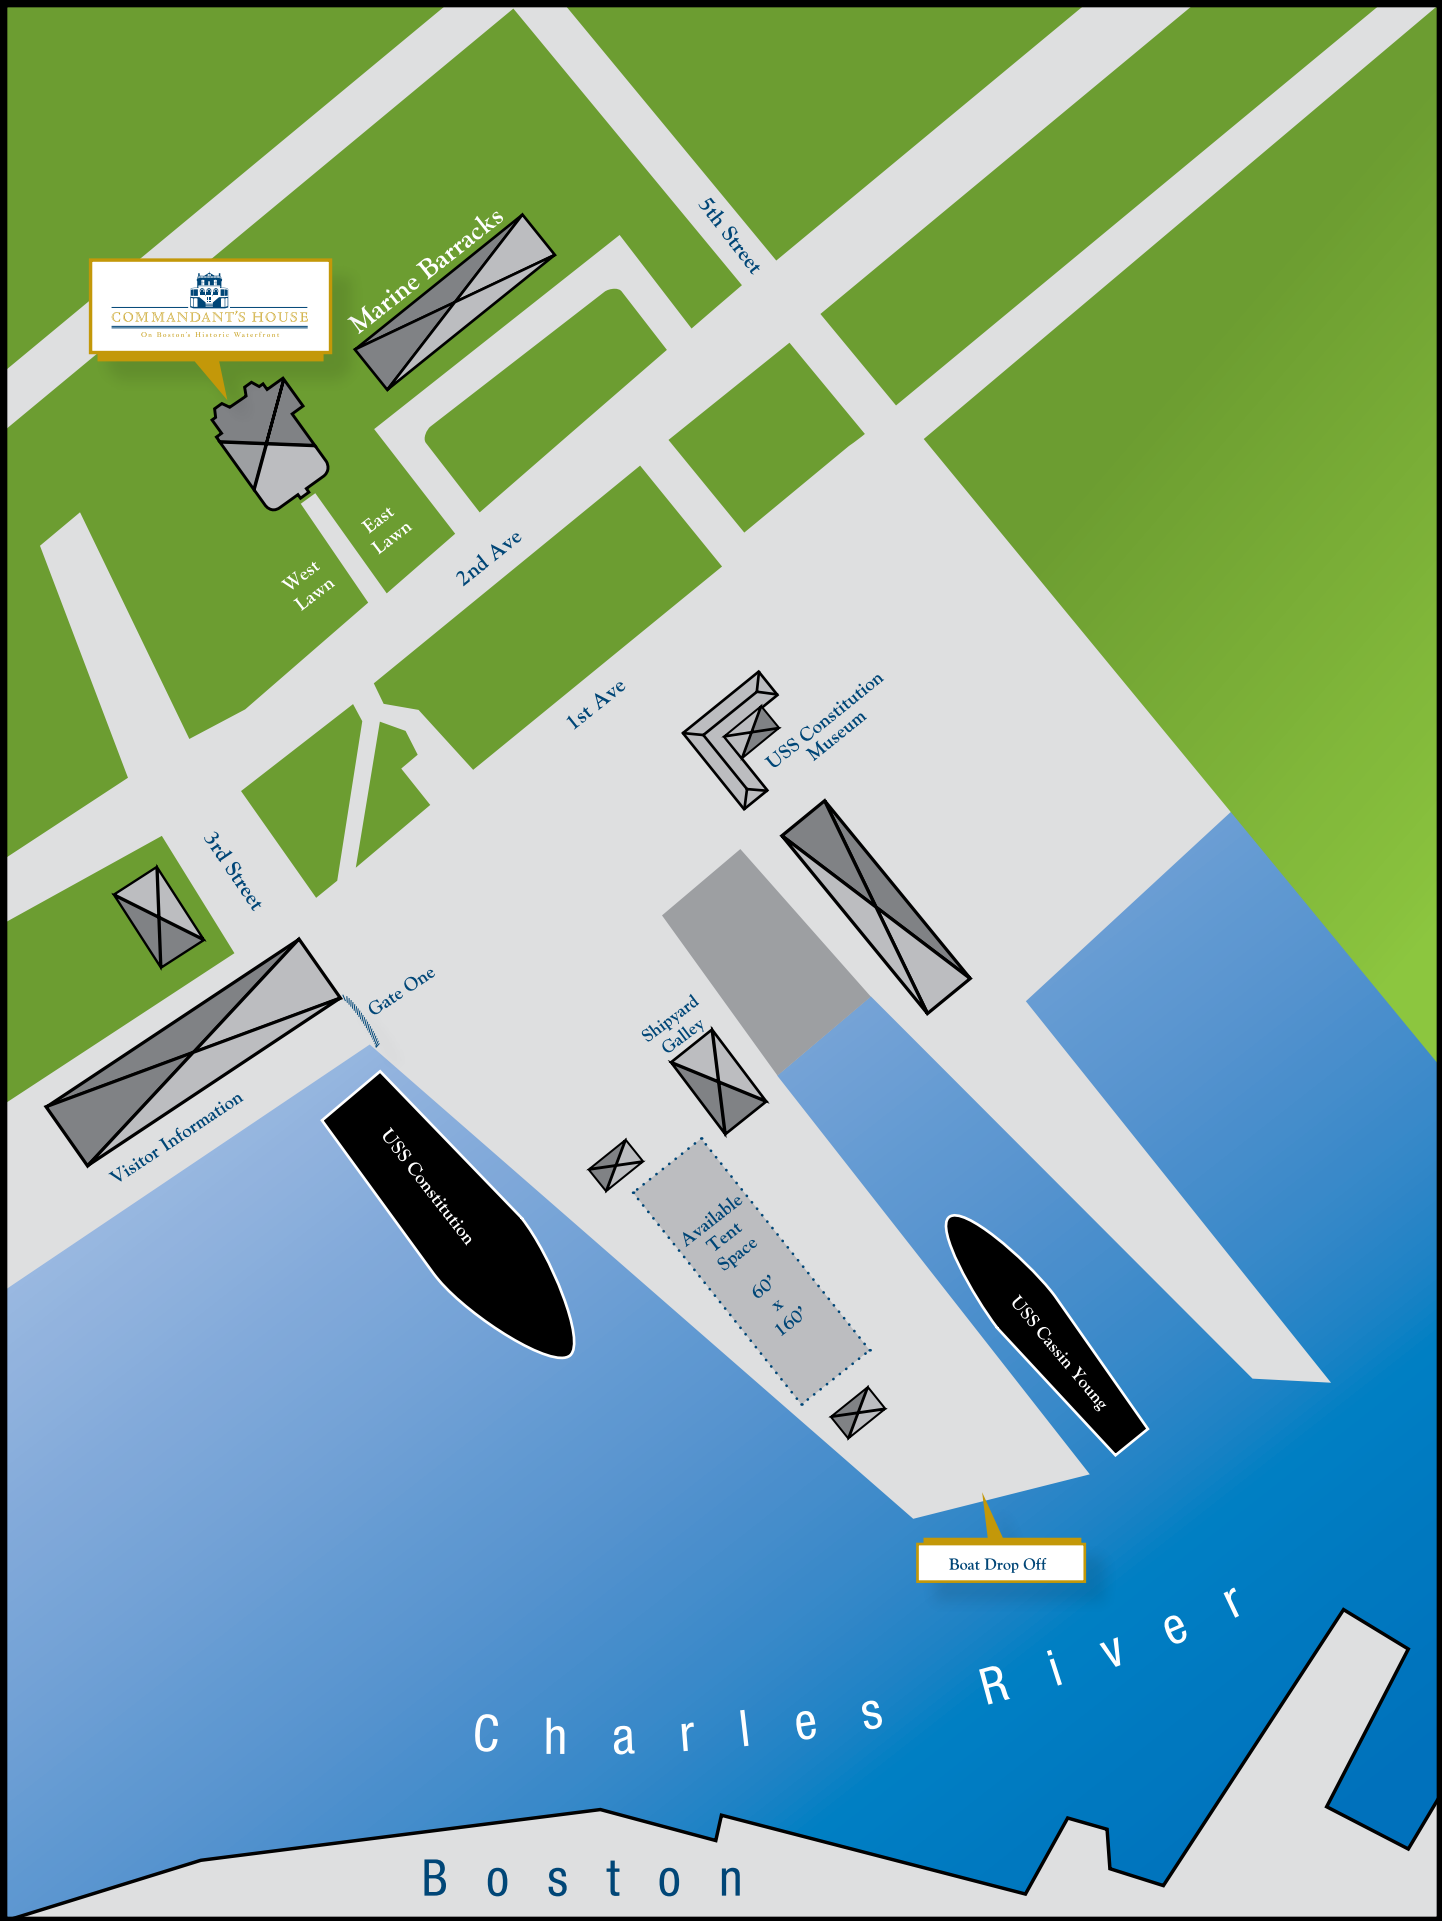 5th Street
Marine Barracks
COMMANDANT'S HOUSE
On Boston's Historic Waterfront
East
Lawn
West
Lawn
2nd Ave
1st Ave
USS Constitution
Museum
3rd Street
Gate One
Shipyard
Galley
Visitor Information
USS Constitution
Available
Tent
Space
60'
x
160'
USS Cassin Young
Boat Drop Off
Charles River
Boston